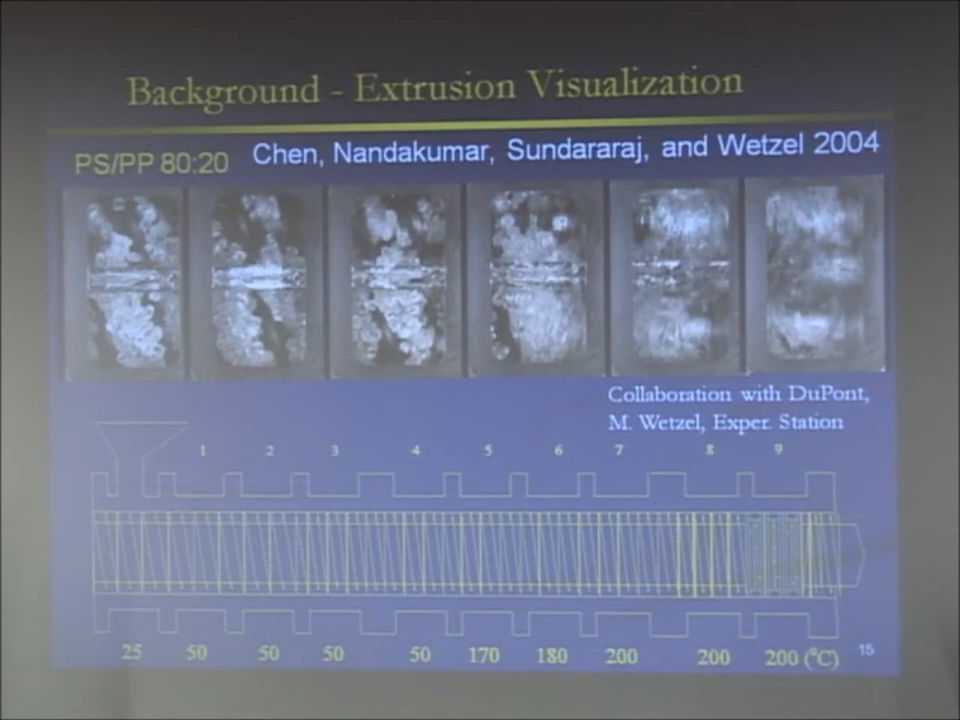 Background - Extrusion Visualization
PS/PP 80:20 Chen, Nandakumar, Sundararaj, and Wetzel 2004
Collaboration with DuPont,
M. Wetzel, Exper. Station
1 2 3 4 5 6 7 8 9
25 50 50 50 50 170 180 200 200 200 (°C)
15